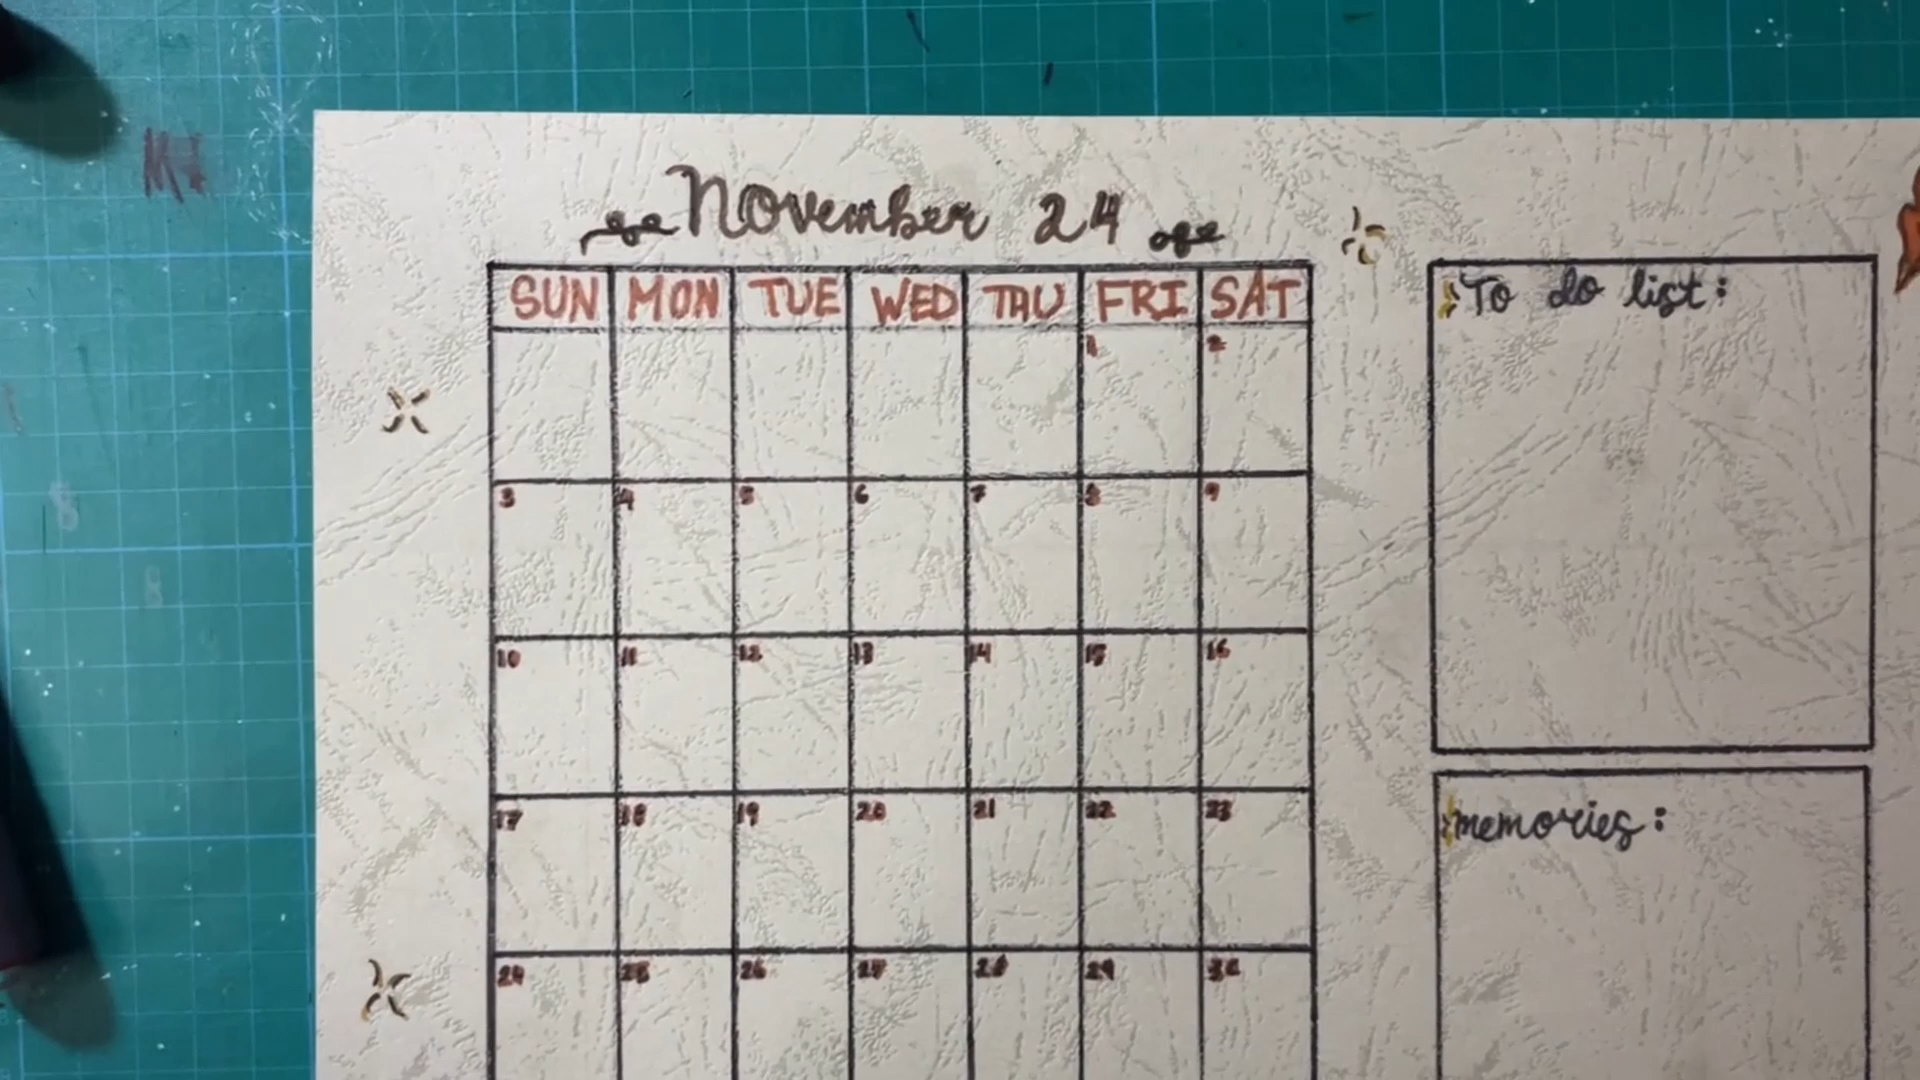 November 24
SUN MON TUE WED THU FRI SAT
1 2
3 4 5 6 7 8 9
10 11 12 13 14 15 16
17 18 19 20 21 22 23
24 25 26 27 28 29 30
To do list:
memories: